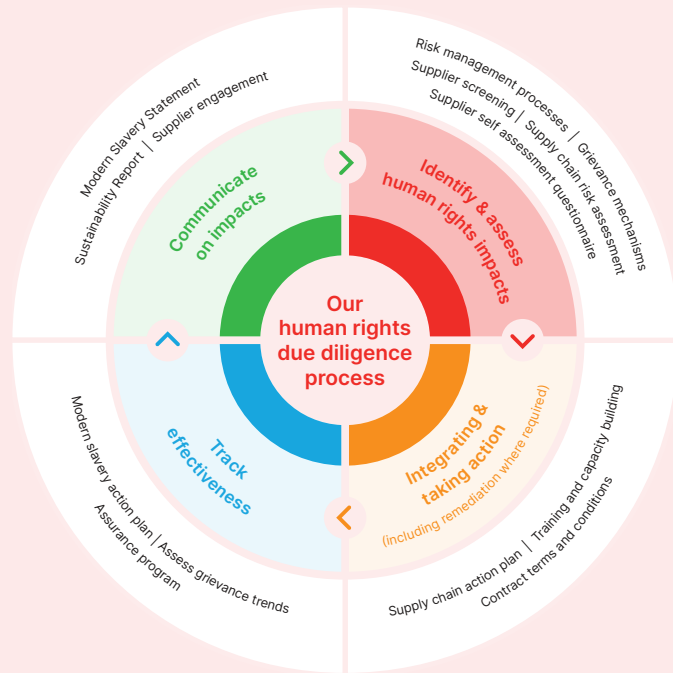 Our
human rights
due diligence
process
Identify & assess
human rights impacts
Risk management processes | Grievance mechanisms
Supplier screening | Supply chain risk assessment
Supplier self assessment questionnaire
Integrating &
taking action
(including remediation where required)
Supply chain action plan | Training and capacity building
Contract terms and conditions
Track
effectiveness
Modern slavery action plan | Assess grievance trends
Assurance program
Communicate
on impacts
Modern Slavery Statement
Sustainability Report | Supplier engagement